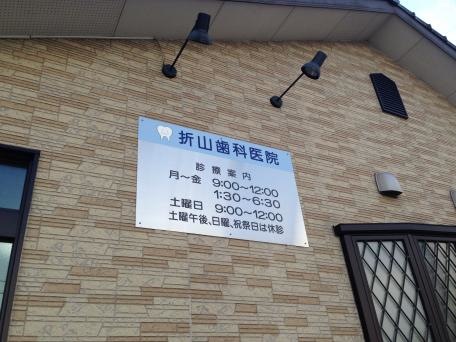 折山歯科医院
診療案内
月〜金 9:00〜12:00
1:30〜6:30
土曜日 9:00〜12:00
土曜午後、日曜、祝祭日は休診